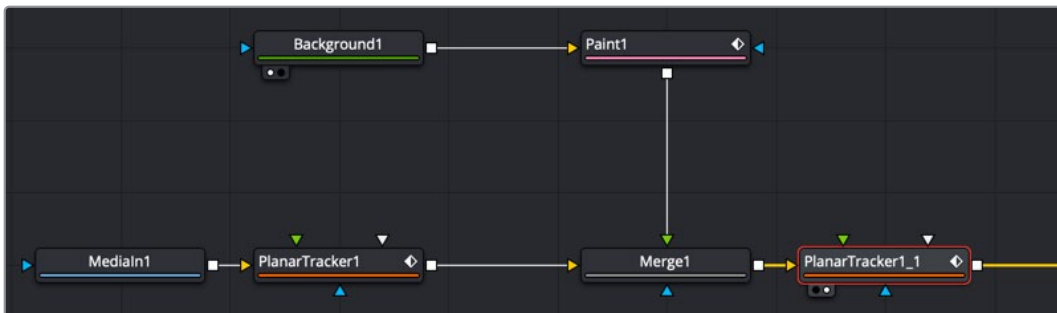 Background1
Paint1
MediaIn1
PlanarTracker1
Merge1
PlanarTracker1_1